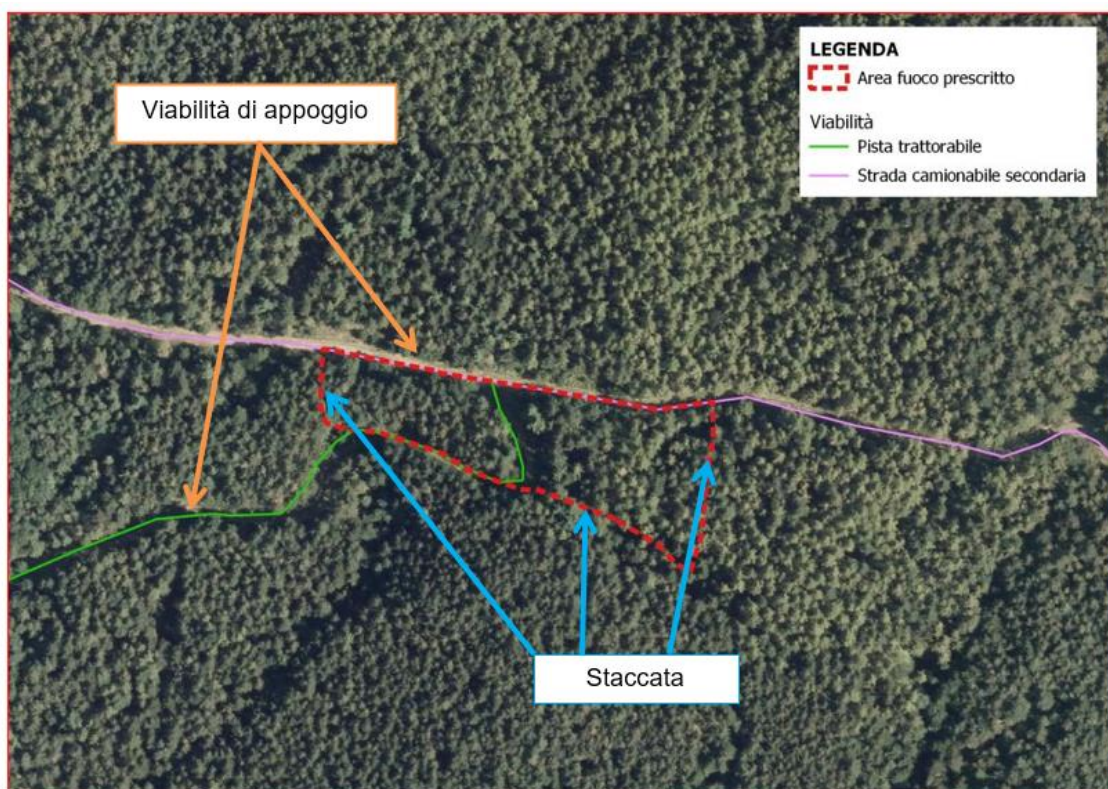 LEGENDA
Area fuoco prescritto
Viabilità
Pista trattorabile
Strada camionabile secondaria
Viabilità di appoggio
Staccata